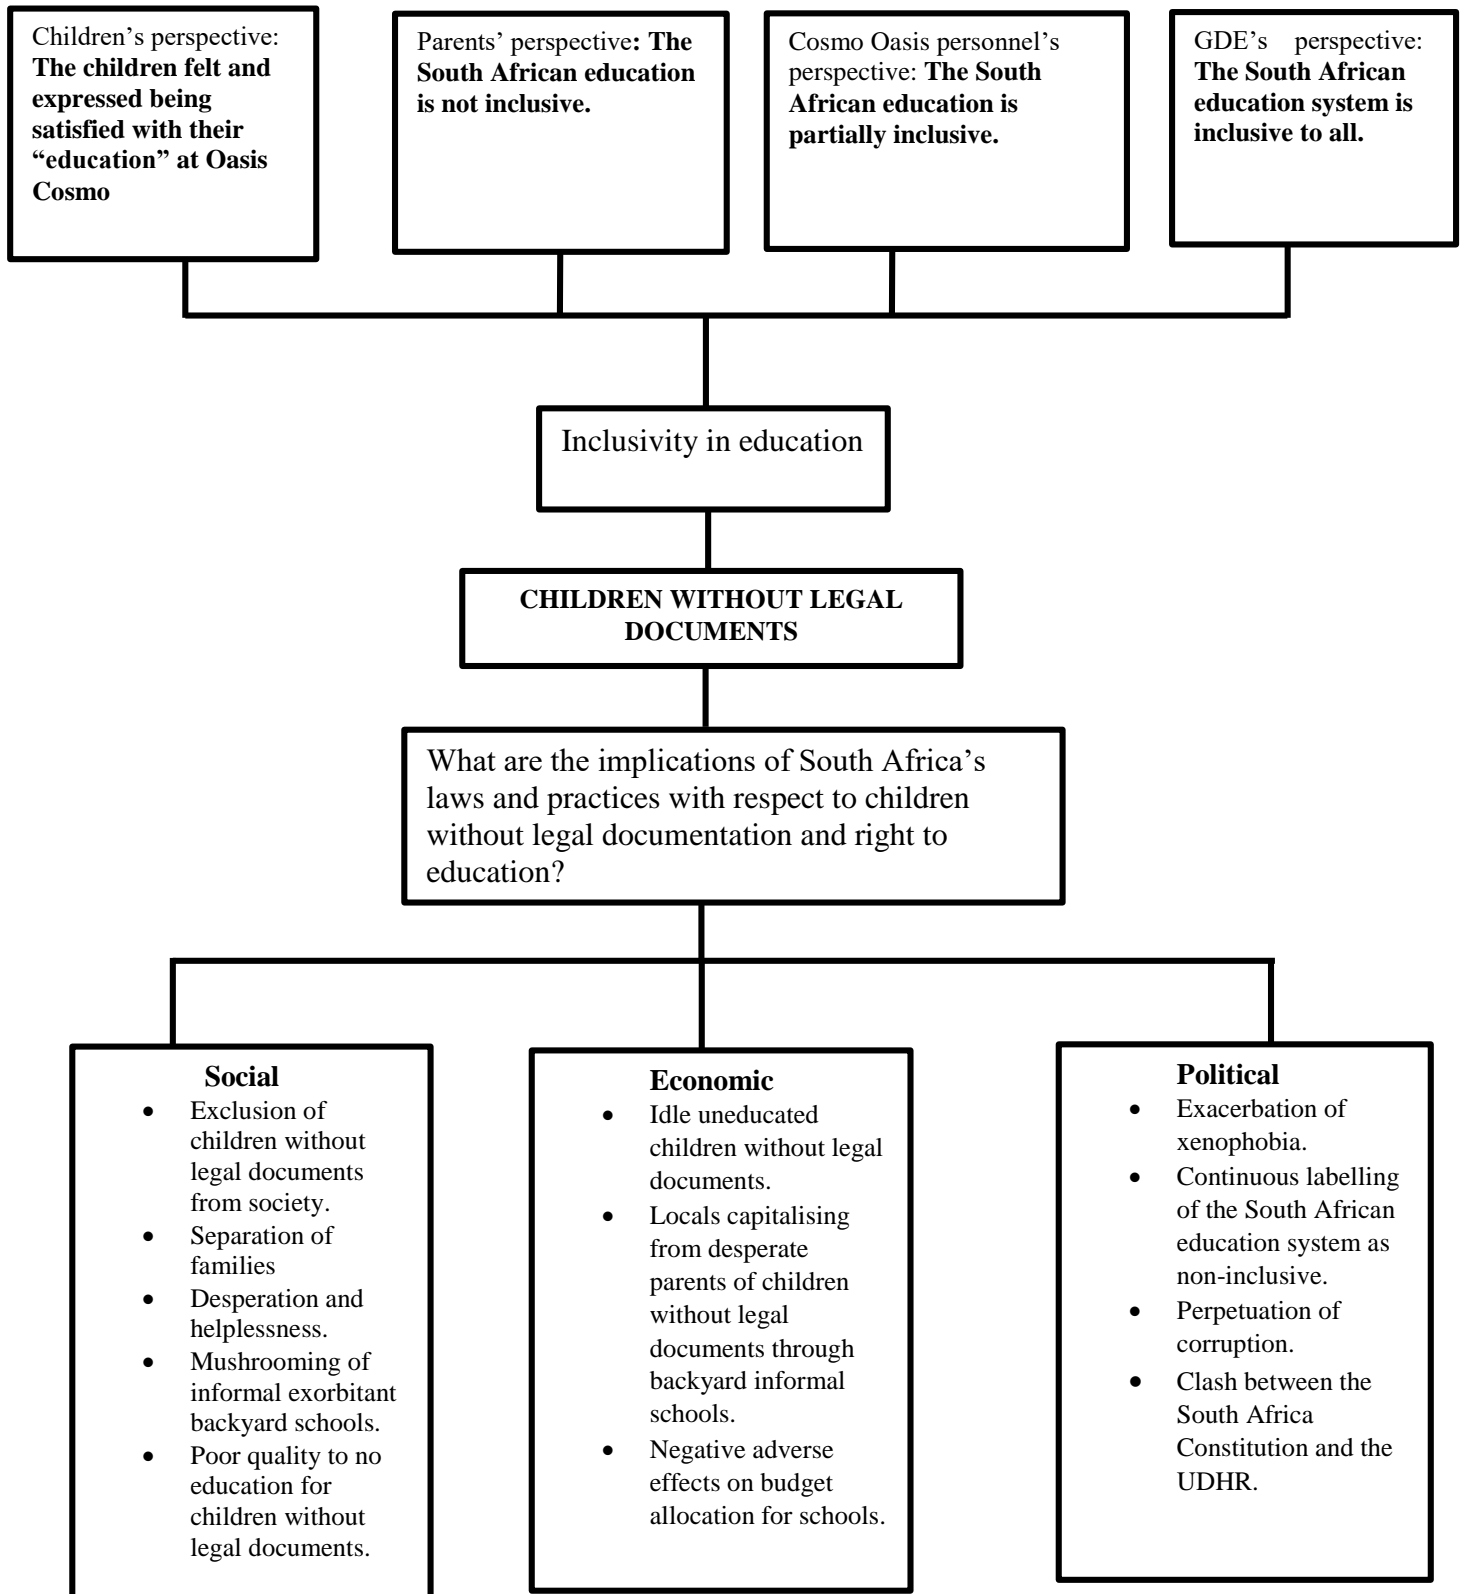 Children’s perspective:
The children felt and
expressed being
satisfied with their
“education” at Oasis
Cosmo
Parents’ perspective: The
South African education
is not inclusive.
Cosmo Oasis personnel’s
perspective: The South
African education is
partially inclusive.
GDE’s perspective:
The South African
education system is
inclusive to all.
Inclusivity in education
CHILDREN WITHOUT LEGAL
DOCUMENTS
What are the implications of South Africa’s
laws and practices with respect to children
without legal documentation and right to
education?
Social
• Exclusion of
children without
legal documents
from society.
• Separation of
families
• Desperation and
helplessness.
• Mushrooming of
informal exorbitant
backyard schools.
• Poor quality to no
education for
children without
legal documents.
Economic
• Idle uneducated
children without legal
documents.
• Locals capitalising
from desperate
parents of children
without legal
documents through
backyard informal
schools.
• Negative adverse
effects on budget
allocation for schools.
Political
• Exacerbation of
xenophobia.
• Continuous labelling
of the South African
education system as
non-inclusive.
• Perpetuation of
corruption.
• Clash between the
South Africa
Constitution and the
UDHR.